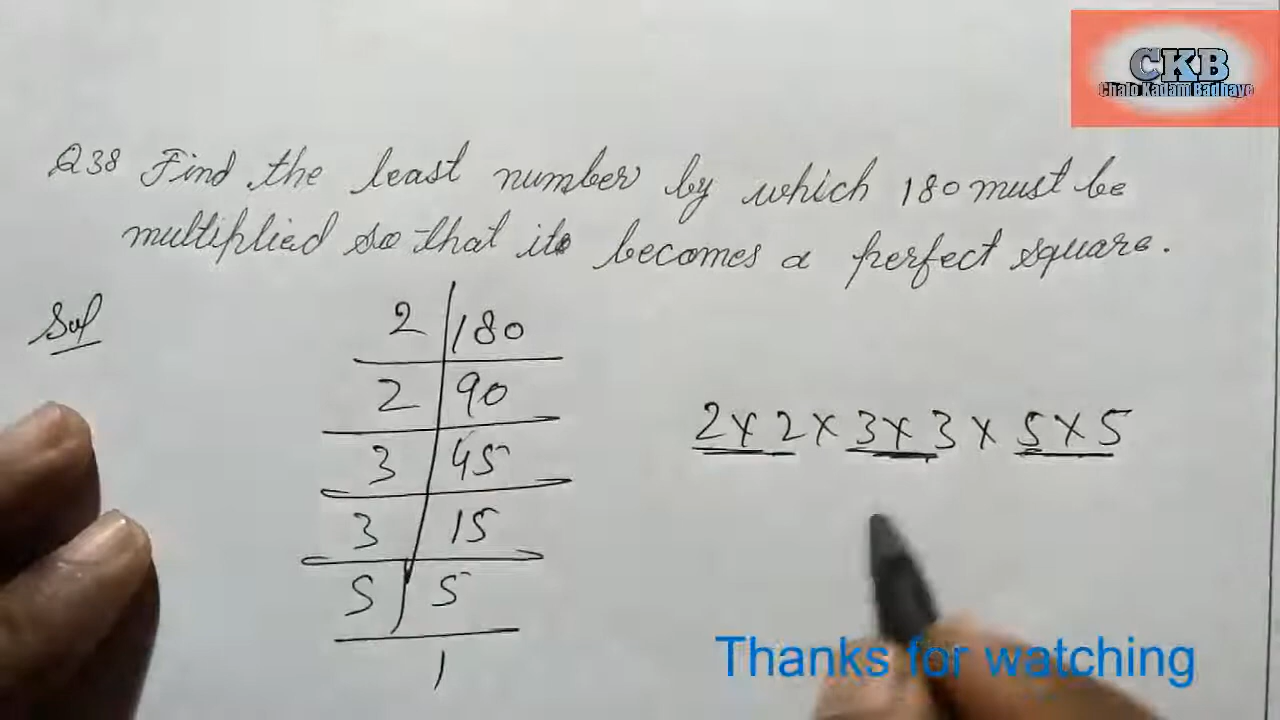 CKB
Chalo Kadam Badhaye
Q38 Find the least number by which 180 must be
multiplied so that it becomes a perfect square.
Sol
2 | 180
2 | 90
3 | 45
3 | 15
5 | 5
1
2 x 2 x 3 x 3 x 5 x 5
Thanks for watching